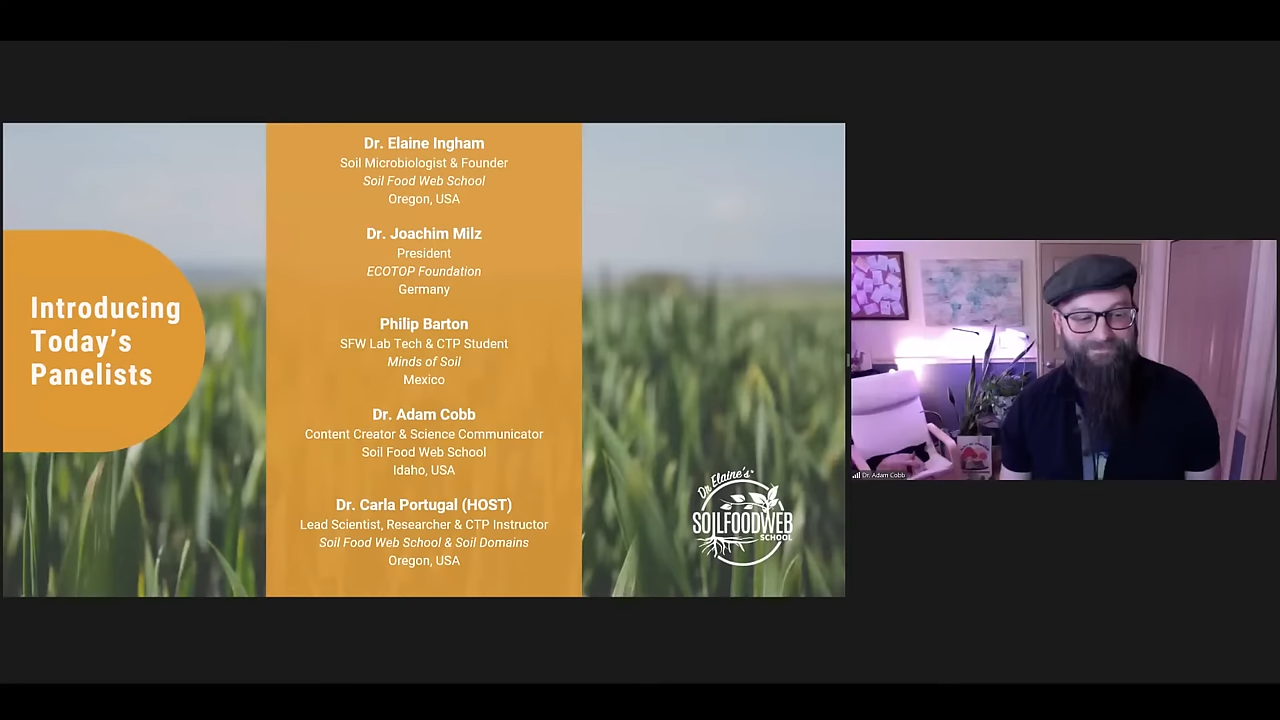 Introducing
Today's
Panelists
Dr. Elaine Ingham
Soil Microbiologist & Founder
Soil Food Web School
Oregon, USA
Dr. Joachim Milz
President
ECOTOP Foundation
Germany
Philip Barton
SFW Lab Tech & CTP Student
Minds of Soil
Mexico
Dr. Adam Cobb
Content Creator & Science Communicator
Soil Food Web School
Idaho, USA
Dr. Carla Portugal (HOST)
Lead Scientist, Researcher & CTP Instructor
Soil Food Web School & Soil Domains
Oregon, USA
Dr. Elaine's™
SOILFOODWEB
SCHOOL
Dr. Adam Cobb